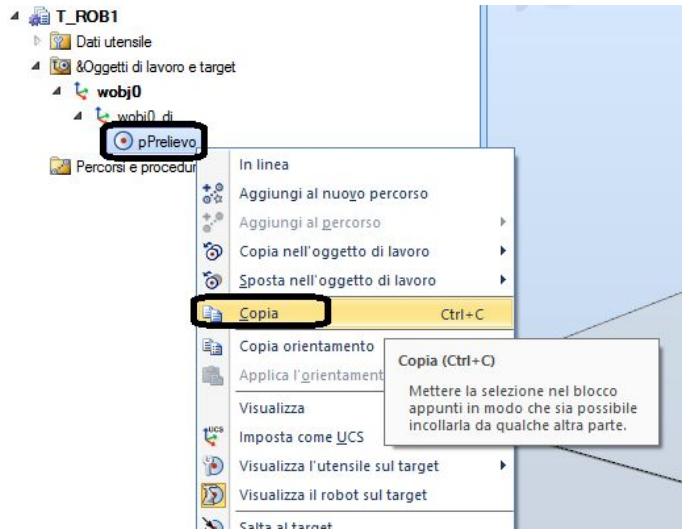 T_ROB1
Dati utensile
&Oggetti di lavoro e target
wobj0
wobj0_di
pPrelievo
Percorsi e procedur
In linea
Aggiungi al nuovo percorso
Aggiungi al percorso
Copia nell'oggetto di lavoro
Sposta nell'oggetto di lavoro
Copia Ctrl+C
Copia orientamento
Applica l'orientament
Copia (Ctrl+C)
Mettere la selezione nel blocco
appunti in modo che sia possibile
incollarla da qualche altra parte.
Visualizza
UCS
Imposta come UCS
Visualizza l'utensile sul target
Visualizza il robot sul target
Salta al target